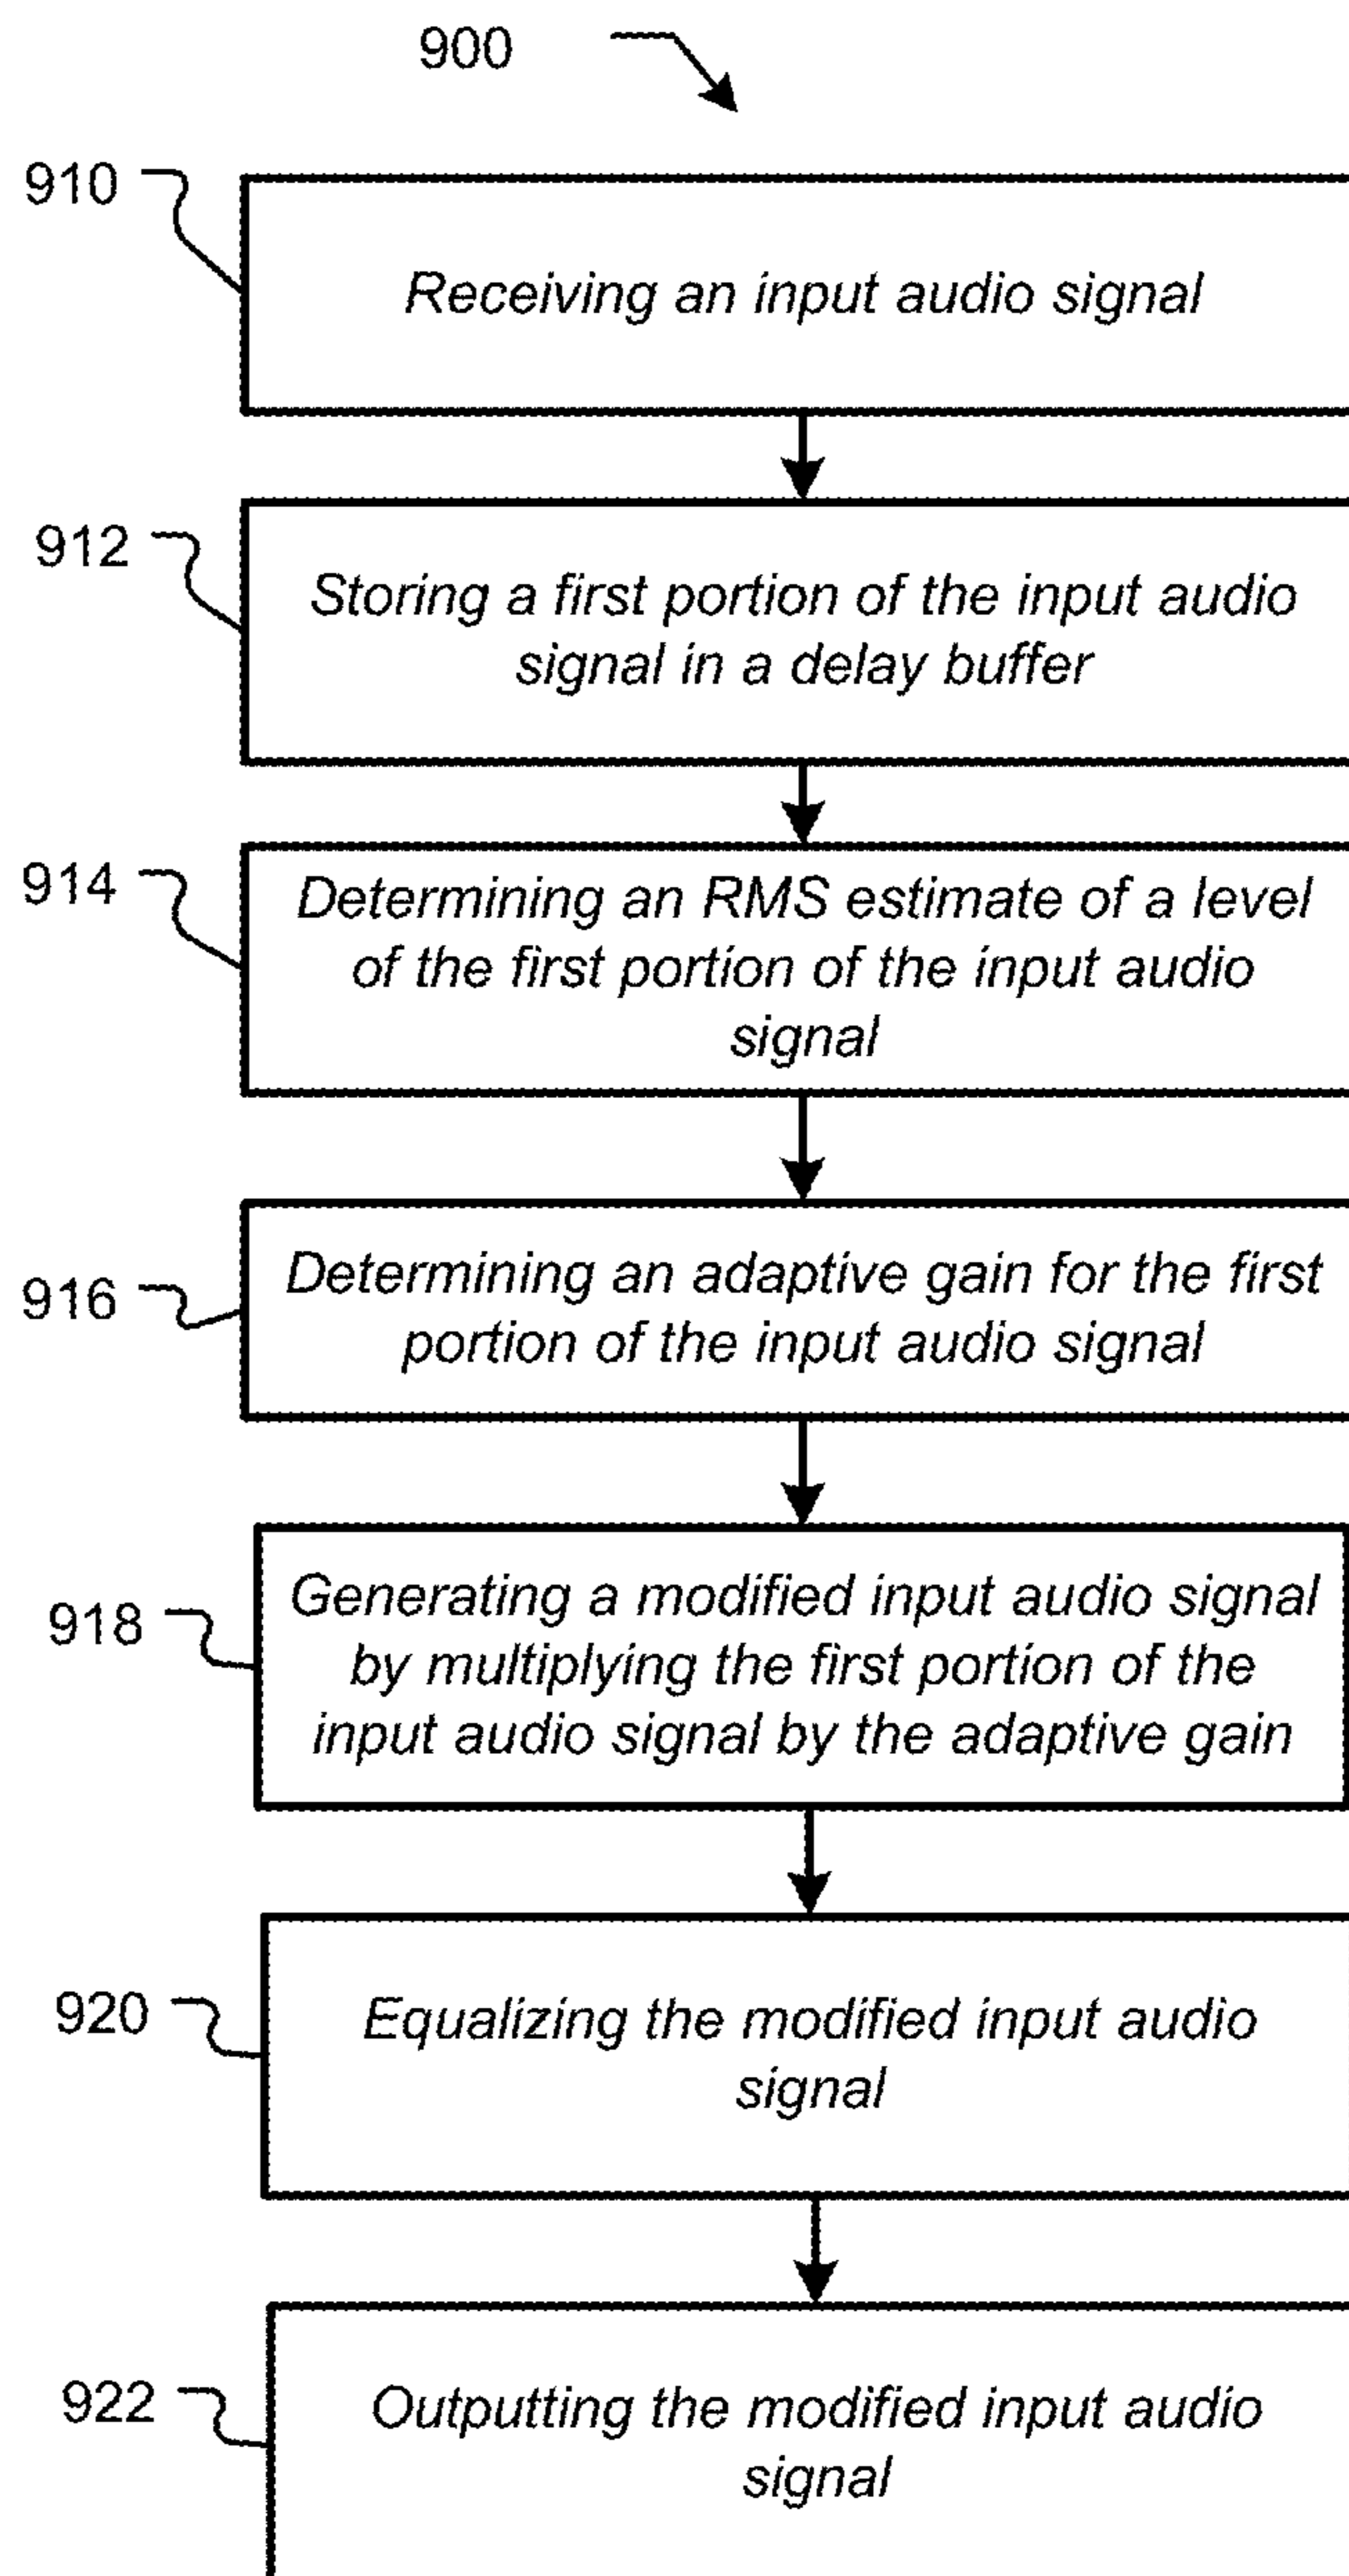 900
910
Receiving an input audio signal
912
Storing a first portion of the input audio
signal in a delay buffer
914
Determining an RMS estimate of a level
of the first portion of the input audio
signal
916
Determining an adaptive gain for the first
portion of the input audio signal
918
Generating a modified input audio signal
by multiplying the first portion of the
input audio signal by the adaptive gain
920
Equalizing the modified input audio
signal
922
Outputting the modified input audio
signal